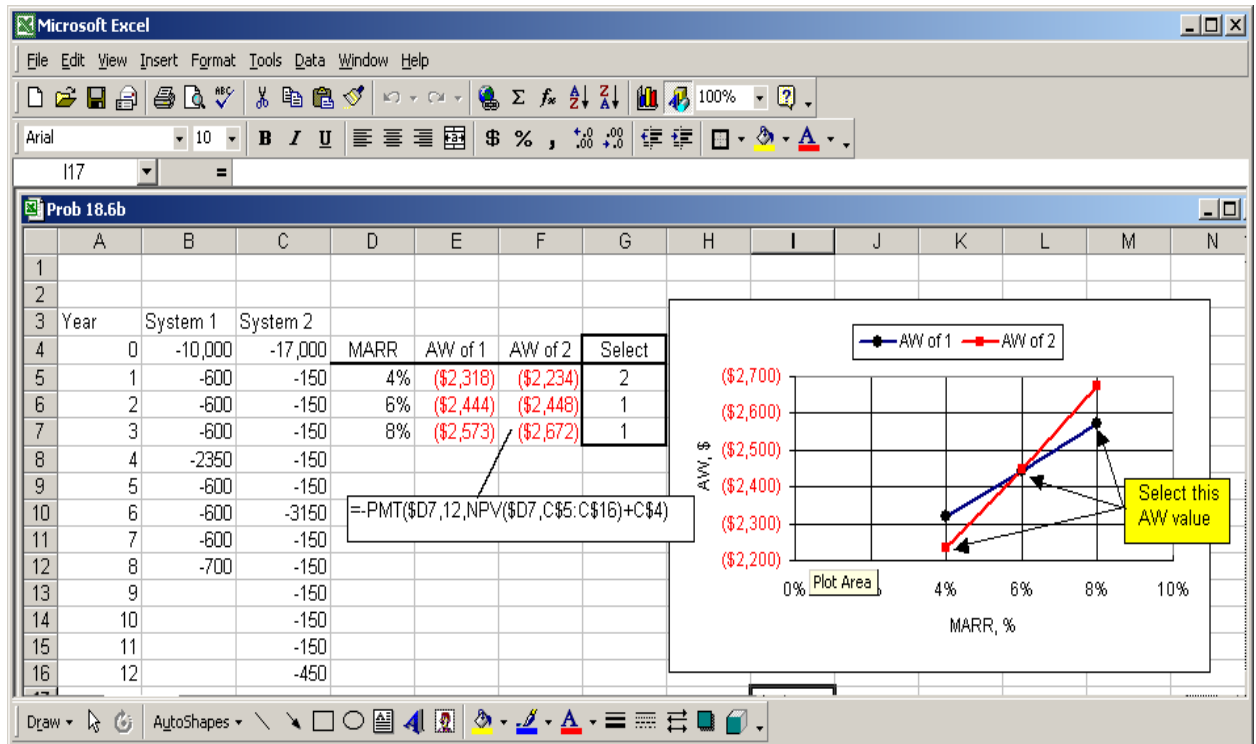 Microsoft Excel
File Edit View Insert Format Tools Data Window Help
100%
Arial 10 B I U $ % ,
I17 =
Prob 18.6b
A B C D E F G H I J K L M N
1
2
3 Year System 1 System 2
4 0 -10,000 -17,000 MARR AW of 1 AW of 2 Select
5 1 -600 -150 4% ($2,318) ($2,234) 2
6 2 -600 -150 6% ($2,444) ($2,448) 1
7 3 -600 -150 8% ($2,573) ($2,672) 1
8 4 -2350 -150
9 5 -600 -150
10 6 -600 -3150
=-PMT($D7,12,NPV($D7,C$5:C$16)+C$4)
11 7 -600 -150
12 8 -700 -150
13 9 -150
14 10 -150
15 11 -150
16 12 -450
AW of 1 AW of 2
($2,700)
($2,600)
($2,500)
($2,400)
($2,300)
($2,200)
AW, $
Select this
AW value
0% 4% 6% 8% 10%
Plot Area
MARR, %
Draw AutoShapes